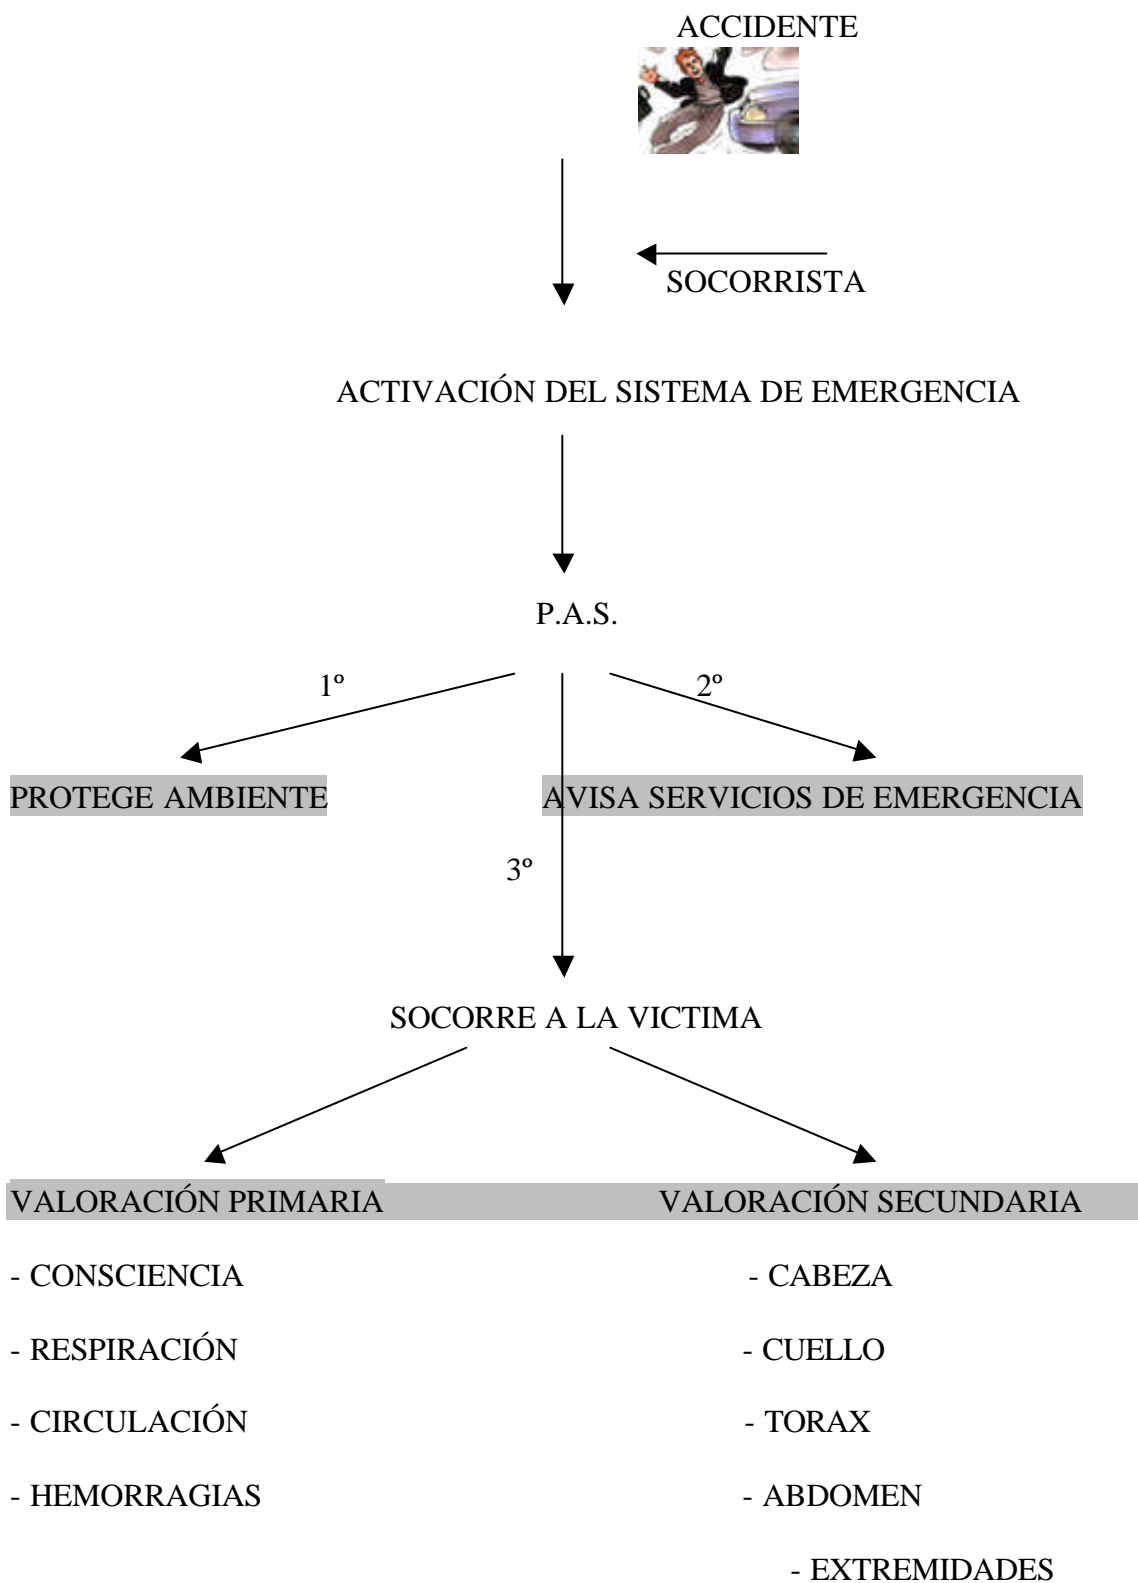 ACCIDENTE
SOCORRISTA
ACTIVACIÓN DEL SISTEMA DE EMERGENCIA
P.A.S.
1º 2º
PROTEGE AMBIENTE AVISA SERVICIOS DE EMERGENCIA
3º
SOCORRE A LA VICTIMA
VALORACIÓN PRIMARIA VALORACIÓN SECUNDARIA
- CONSCIENCIA - CABEZA
- RESPIRACIÓN - CUELLO
- CIRCULACIÓN - TORAX
- HEMORRAGIAS - ABDOMEN
- EXTREMIDADES